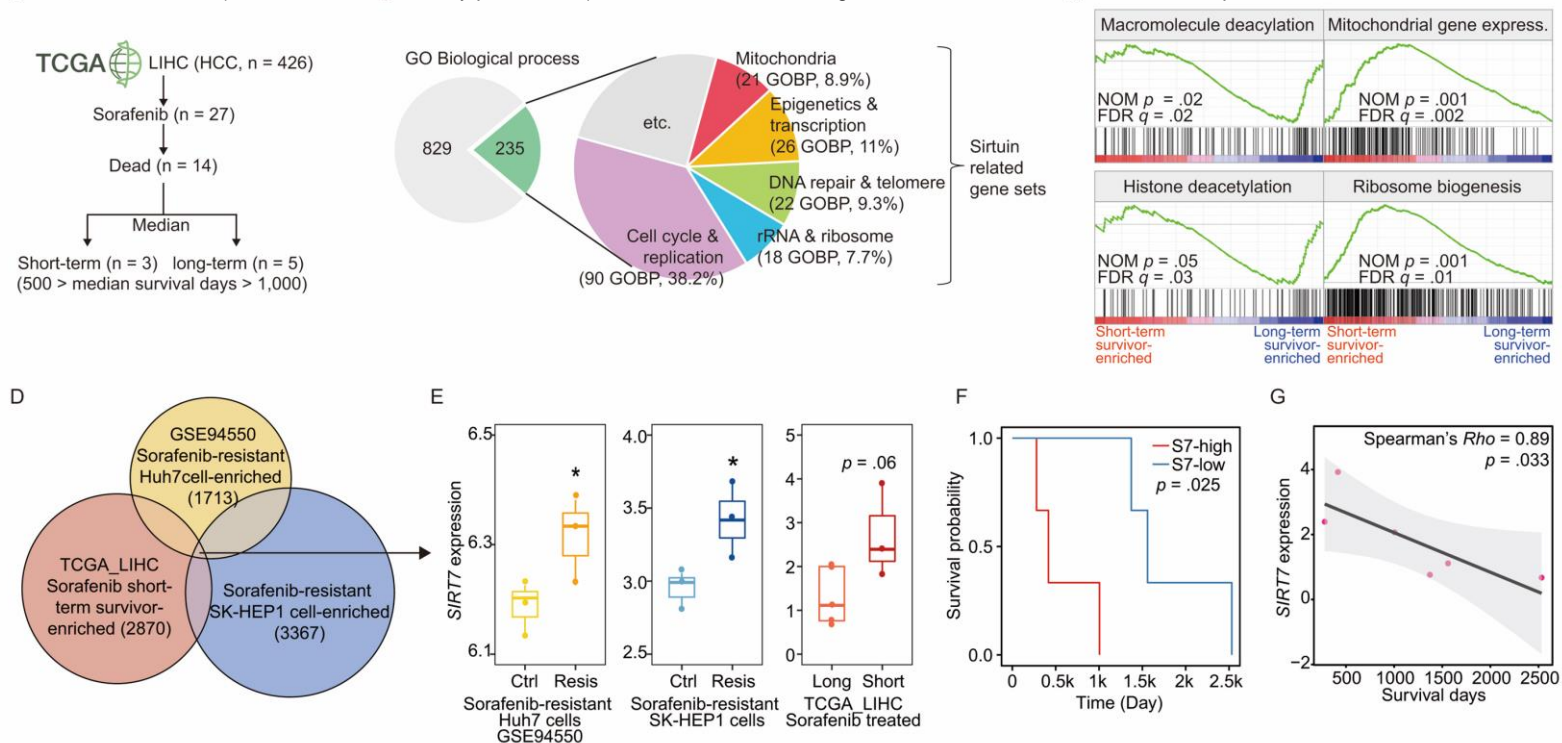 TCGA LIHC (HCC, n = 426)
Sorafenib (n = 27)
Dead (n = 14)
Median
Short-term (n = 3) long-term (n = 5)
(500 > median survival days > 1,000)
GO Biological process
829
235
etc.
Mitochondria
(21 GOBP, 8.9%)
Epigenetics &
transcription
(26 GOBP, 11%)
DNA repair & telomere
(22 GOBP, 9.3%)
rRNA & ribosome
(18 GOBP, 7.7%)
Cell cycle &
replication
(90 GOBP, 38.2%)
Sirtuin
related
gene sets
Macromolecule deacylation
NOM p = .02
FDR q = .02
Mitochondrial gene express.
NOM p = .001
FDR q = .002
Histone deacetylation
NOM p = .05
FDR q = .03
Short-term
survivor-
enriched
Long-term
survivor-
enriched
Ribosome biogenesis
NOM p = .001
FDR q = .01
Short-term
survivor-
enriched
Long-term
survivor-
enriched
D
GSE94550
Sorafenib-resistant
Huh7cell-enriched
(1713)
TCGA_LIHC
Sorafenib short-
term survivor-
enriched (2870)
Sorafenib-resistant
SK-HEP1 cell-enriched
(3367)
E
SIRT7 expression
6.5
6.3
6.1
*
Ctrl Resis
Sorafenib-resistant
Huh7 cells
GSE94550
4.0
3.5
3.0
2.5
*
Ctrl Resis
Sorafenib-resistant
SK-HEP1 cells
5
4
3
2
1
0
p = .06
Long Short
TCGA_LIHC
Sorafenib treated
F
Survival probability
1.0
0.5
0.0
S7-high
S7-low
p = .025
0 0.5k 1k 1.5k 2k 2.5k
Time (Day)
G
SIRT7 expression
4
2
0
−2
Spearman's Rho = 0.89
p = .033
500 1000 1500 2000 2500
Survival days